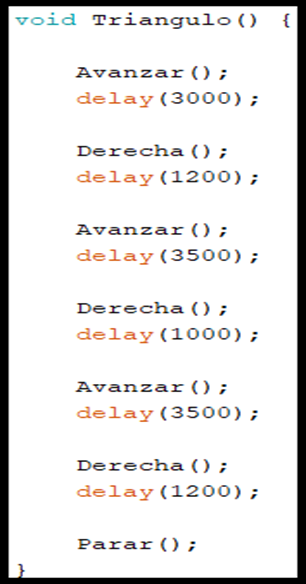 void Triangulo() {
Avanzar();
delay(3000);
Derecha();
delay(1200);
Avanzar();
delay(3500);
Derecha();
delay(1000);
Avanzar();
delay(3500);
Derecha();
delay(1200);
Parar();
}